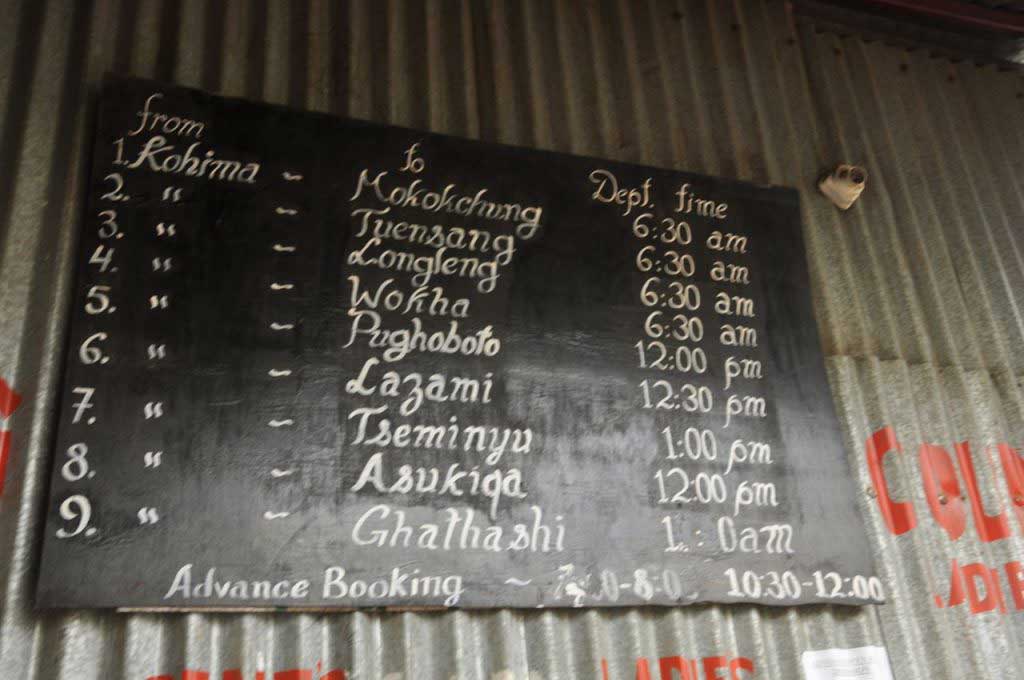 from to Dept. time
1. Kohima - Mokokchung 6:30 am
2. " - Tuensang 6:30 am
3. " - Longleng 6:30 am
4. " - Wokha 6:30 am
5. " - Pughoboto 12:00 pm
6. " - Lazami 12:30 pm
7. " - Tseminyu 1:00 pm
8. " - Asukiqa 12:00 pm
9. " - Ghathashi
Advance Booking ~ 10:30-12:00
LADIES